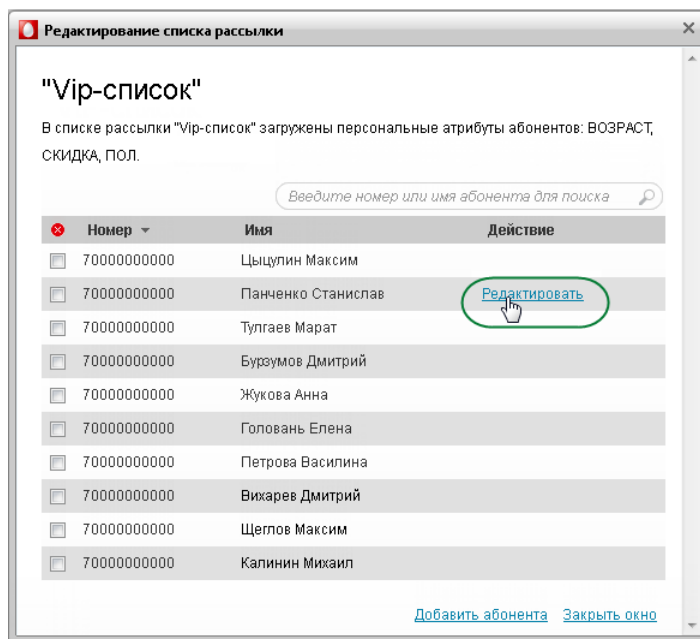 Редактирование списка рассылки
"Vip-список"
В списке рассылки "Vip-список" загружены персональные атрибуты абонентов: ВОЗРАСТ,
СКИДКА, ПОЛ.
Введите номер или имя абонента для поиска
Номер Имя Действие
70000000000 Цыцулин Максим
70000000000 Панченко Станислав Редактировать
70000000000 Тулгаев Марат
70000000000 Бурзумов Дмитрий
70000000000 Жукова Анна
70000000000 Головань Елена
70000000000 Петрова Василина
70000000000 Вихарев Дмитрий
70000000000 Щеглов Максим
70000000000 Калинин Михаил
Добавить абонента Закрыть окно